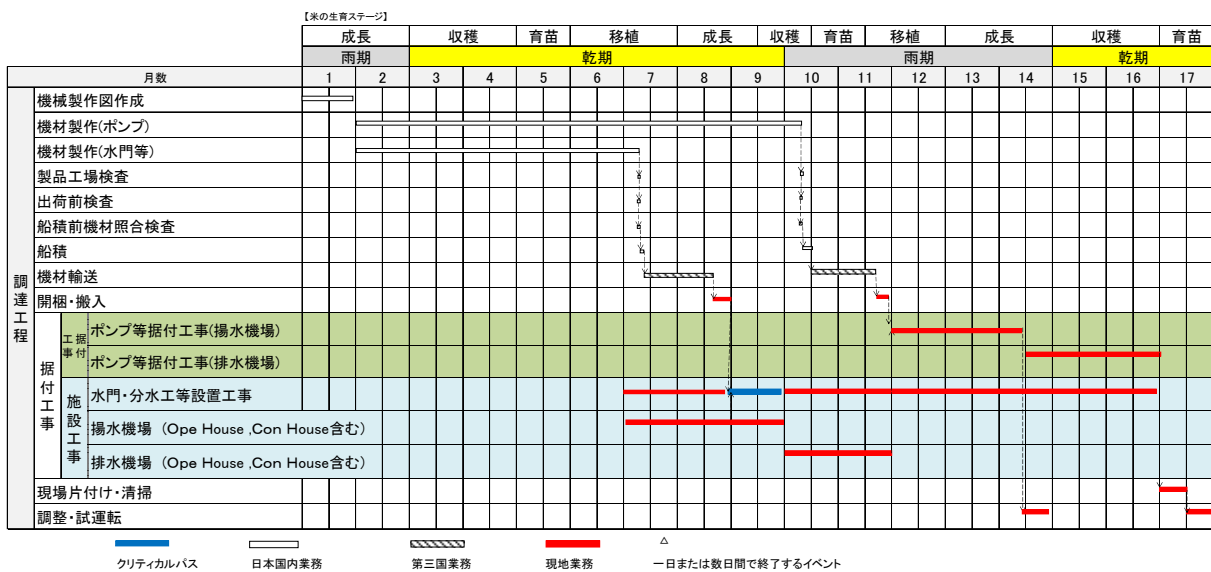 【米の生育ステージ】
成長 収穫 育苗 移植 成長 収穫 育苗 移植 成長 収穫 育苗
雨期 乾期 雨期 乾期
月数 1 2 3 4 5 6 7 8 9 10 11 12 13 14 15 16 17
調達工程
機械製作図作成
機材製作(ポンプ)
機材製作(水門等)
製品工場検査
出荷前検査
船積前機材照合検査
船積
機材輸送
開梱・搬入
据付工事
据付工事
ポンプ等据付工事(揚水機場)
ポンプ等据付工事(排水機場)
施設工事
水門・分水工等設置工事
揚水機場 (Ope House ,Con House含む)
排水機場 (Ope House ,Con House含む)
現場片付け・清掃
調整・試運転
クリティカルパス 日本国内業務 第三国業務 現地業務 一日または数日間で終了するイベント